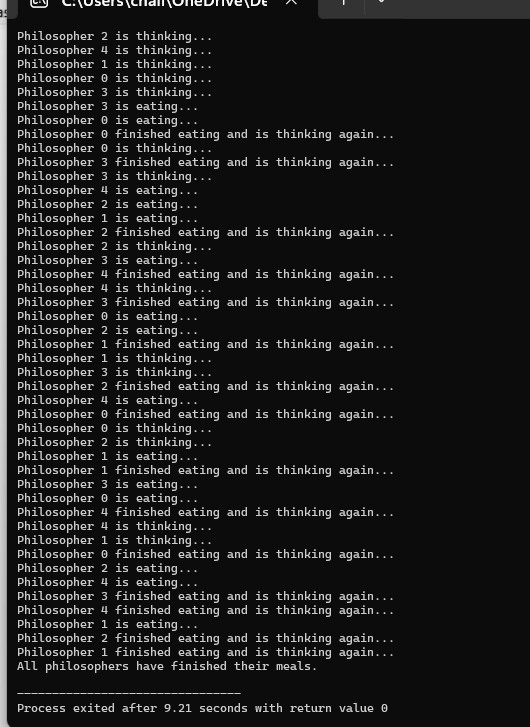 C:\Users\chali\OneDrive\De
Philosopher 2 is thinking...
Philosopher 4 is thinking...
Philosopher 1 is thinking...
Philosopher 0 is thinking...
Philosopher 3 is thinking...
Philosopher 3 is eating...
Philosopher 0 is eating...
Philosopher 0 finished eating and is thinking again...
Philosopher 0 is thinking...
Philosopher 3 finished eating and is thinking again...
Philosopher 3 is thinking...
Philosopher 4 is eating...
Philosopher 2 is eating...
Philosopher 1 is eating...
Philosopher 2 finished eating and is thinking again...
Philosopher 2 is thinking...
Philosopher 3 is eating...
Philosopher 4 finished eating and is thinking again...
Philosopher 4 is thinking...
Philosopher 3 finished eating and is thinking again...
Philosopher 0 is eating...
Philosopher 2 is eating...
Philosopher 1 finished eating and is thinking again...
Philosopher 1 is thinking...
Philosopher 3 is thinking...
Philosopher 2 finished eating and is thinking again...
Philosopher 4 is eating...
Philosopher 0 finished eating and is thinking again...
Philosopher 0 is thinking...
Philosopher 2 is thinking...
Philosopher 1 is eating...
Philosopher 1 finished eating and is thinking again...
Philosopher 3 is eating...
Philosopher 0 is eating...
Philosopher 4 finished eating and is thinking again...
Philosopher 4 is thinking...
Philosopher 1 is thinking...
Philosopher 0 finished eating and is thinking again...
Philosopher 2 is eating...
Philosopher 4 is eating...
Philosopher 3 finished eating and is thinking again...
Philosopher 4 finished eating and is thinking again...
Philosopher 1 is eating...
Philosopher 2 finished eating and is thinking again...
Philosopher 1 finished eating and is thinking again...
All philosophers have finished their meals.
--------------------------------
Process exited after 9.21 seconds with return value 0